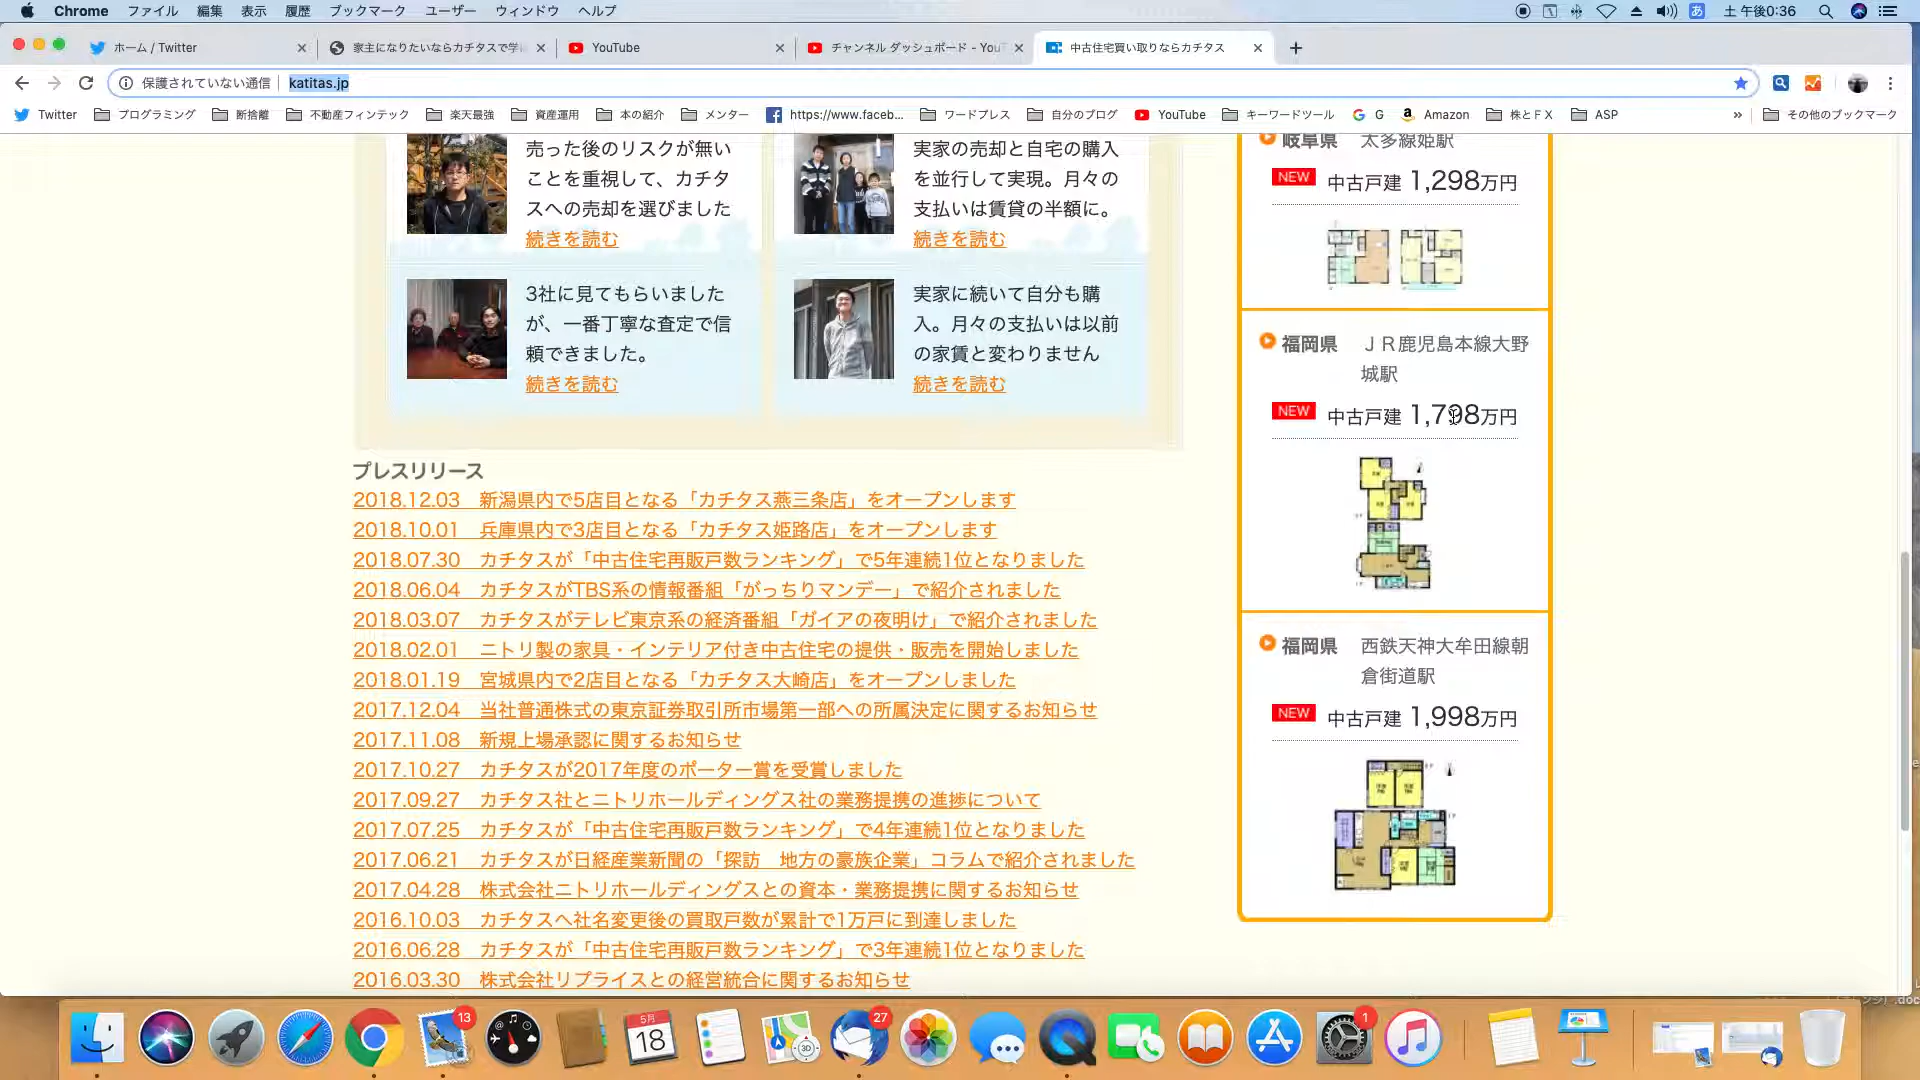 Chrome ファイル 編集 表示 履歴 ブックマーク ユーザー ウィンドウ ヘルプ
あ 土 午後0:36
ホーム / Twitter
家主になりたいならカチタスで学
YouTube
チャンネル ダッシュボード - You
中古住宅買い取りならカチタス
保護されていない通信 katitas.jp
Twitter プログラミング 断捨離 不動産フィンテック 楽天最強 資産運用 本の紹介 メンター https://www.faceb... ワードプレス 自分のブログ YouTube キーワードツール G Amazon 株とFX ASP » その他のブックマーク
売った後のリスクが無い
ことを重視して、カチタ
スへの売却を選びました
続きを読む
実家の売却と自宅の購入
を並行して実現。月々の
支払いは賃貸の半額に。
続きを読む
3社に見てもらいました
が、一番丁寧な査定で信
頼できました。
続きを読む
実家に続いて自分も購
入。月々の支払いは以前
の家賃と変わりません
続きを読む
プレスリリース
2018.12.03 新潟県内で5店目となる「カチタス燕三条店」をオープンします
2018.10.01 兵庫県内で3店目となる「カチタス姫路店」をオープンします
2018.07.30 カチタスが「中古住宅再販戸数ランキング」で5年連続1位となりました
2018.06.04 カチタスがTBS系の情報番組「がっちりマンデー」で紹介されました
2018.03.07 カチタスがテレビ東京系の経済番組「ガイアの夜明け」で紹介されました
2018.02.01 ニトリ製の家具・インテリア付き中古住宅の提供・販売を開始しました
2018.01.19 宮城県内で2店目となる「カチタス大崎店」をオープンしました
2017.12.04 当社普通株式の東京証券取引所市場第一部への所属決定に関するお知らせ
2017.11.08 新規上場承認に関するお知らせ
2017.10.27 カチタスが2017年度のポーター賞を受賞しました
2017.09.27 カチタス社とニトリホールディングス社の業務提携の進捗について
2017.07.25 カチタスが「中古住宅再販戸数ランキング」で4年連続1位となりました
2017.06.21 カチタスが日経産業新聞の「探訪 地方の豪族企業」コラムで紹介されました
2017.04.28 株式会社ニトリホールディングスとの資本・業務提携に関するお知らせ
2016.10.03 カチタスへ社名変更後の買取戸数が累計で1万戸に到達しました
2016.06.28 カチタスが「中古住宅再販戸数ランキング」で3年連続1位となりました
2016.03.30 株式会社リプライスとの経営統合に関するお知らせ
岐阜県 太多線姫駅
NEW 中古戸建 1,298万円
福岡県 JR鹿児島本線大野
城駅
NEW 中古戸建 1,798万円
福岡県 西鉄天神大牟田線朝
倉街道駅
NEW 中古戸建 1,998万円
13
5月
18
3D
27
1